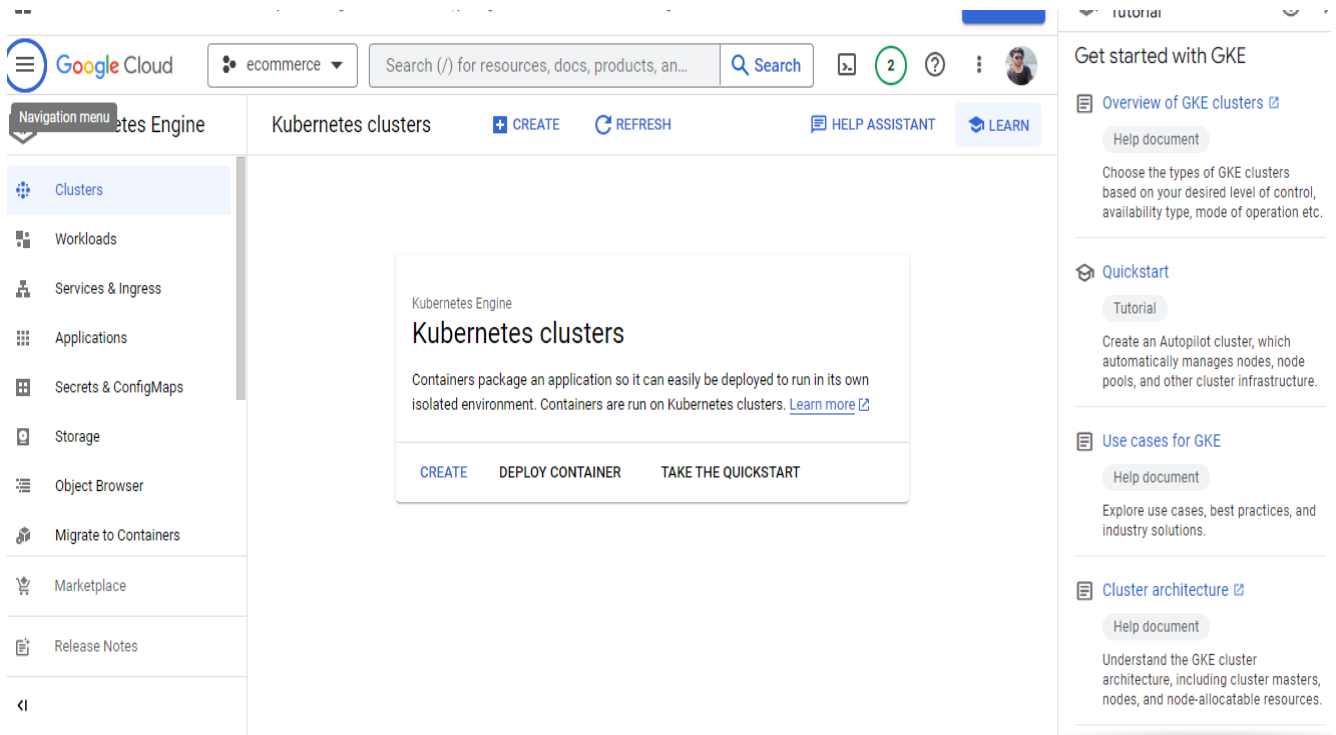 Tutorial
Google Cloud
ecommerce
Search (/) for resources, docs, products, an...
Search
2
Get started with GKE
Navigation menu
etes Engine
Kubernetes clusters
CREATE
REFRESH
HELP ASSISTANT
LEARN
Clusters
Workloads
Services & Ingress
Applications
Secrets & ConfigMaps
Storage
Object Browser
Migrate to Containers
Marketplace
Release Notes
Kubernetes Engine
Kubernetes clusters
Containers package an application so it can easily be deployed to run in its own
isolated environment. Containers are run on Kubernetes clusters. Learn more
CREATE
DEPLOY CONTAINER
TAKE THE QUICKSTART
Overview of GKE clusters
Help document
Choose the types of GKE clusters
based on your desired level of control,
availability type, mode of operation etc.
Quickstart
Tutorial
Create an Autopilot cluster, which
automatically manages nodes, node
pools, and other cluster infrastructure.
Use cases for GKE
Help document
Explore use cases, best practices, and
industry solutions.
Cluster architecture
Help document
Understand the GKE cluster
architecture, including cluster masters,
nodes, and node-allocatable resources.